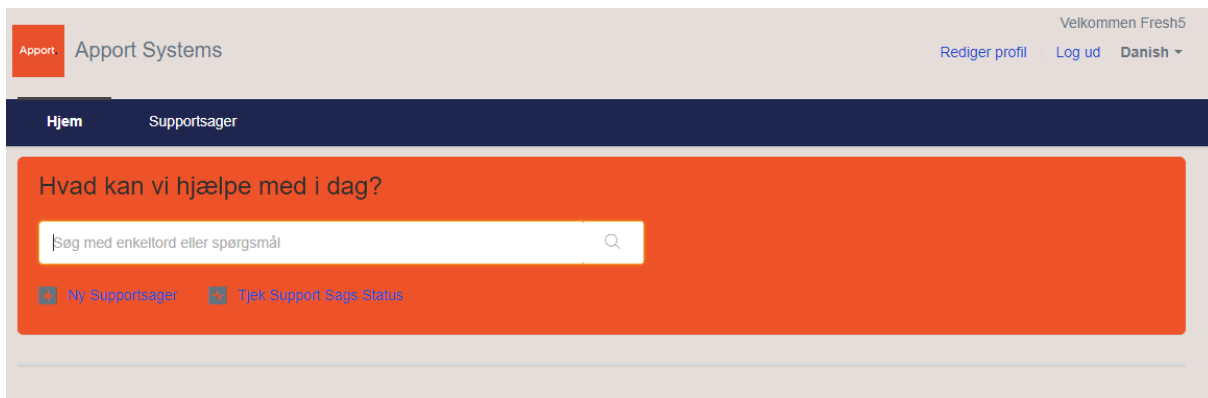 Velkommen Fresh5
Apport. Apport Systems
Rediger profil Log ud Danish
Hjem Supportsager
Hvad kan vi hjælpe med i dag?
Søg med enkeltord eller spørgsmål
Ny Supportsager Tjek Support Sags Status